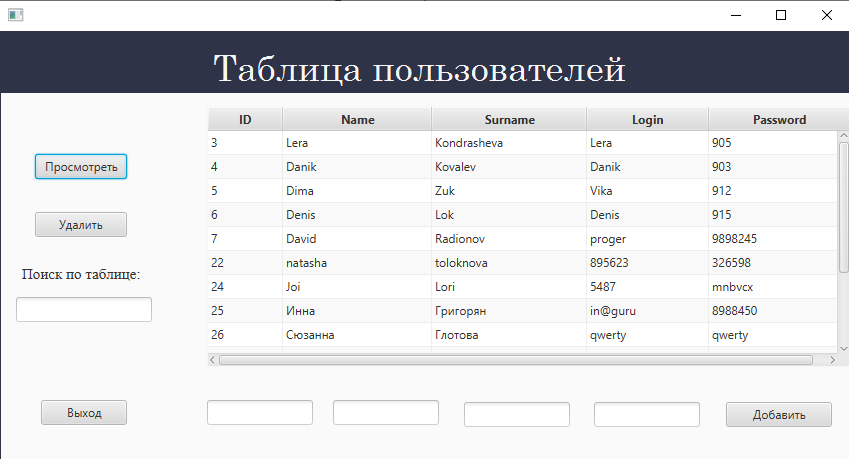 Таблица пользователей
Просмотреть
Удалить
Поиск по таблице:
ID Name Surname Login Password
3 Lera Kondrasheva Lera 905
4 Danik Kovalev Danik 903
5 Dima Zuk Vika 912
6 Denis Lok Denis 915
7 David Radionov proger 9898245
22 natasha toloknova 895623 326598
24 Joi Lori 5487 mnbvcx
25 Инна Григорян in@guru 8988450
26 Сюзанна Глотова qwerty qwerty
Выход
Добавить